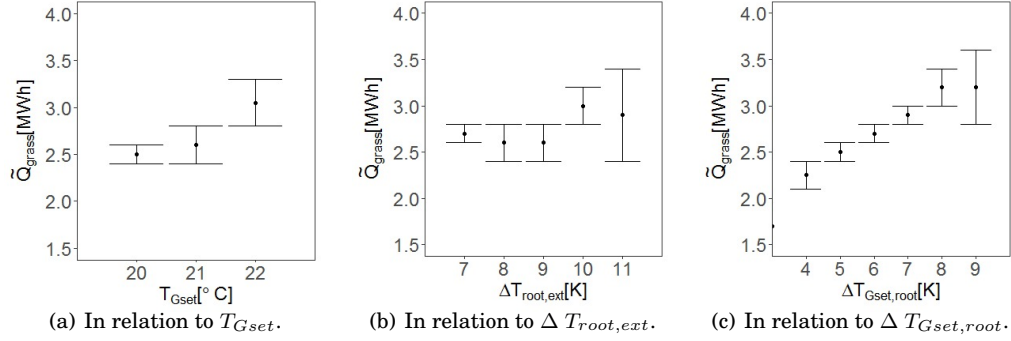 4.0
3.5
3.0
2.5
2.0
1.5
Q̃grass[MWh]
20 21 22
TGset[° C]
(a) In relation to TGset.
4.0
3.5
3.0
2.5
2.0
1.5
Q̃grass[MWh]
7 8 9 10 11
ΔTroot,ext[K]
(b) In relation to Δ Troot,ext.
4.0
3.5
3.0
2.5
2.0
1.5
Q̃grass[MWh]
4 5 6 7 8 9
ΔTGset,root[K]
(c) In relation to Δ TGset,root.